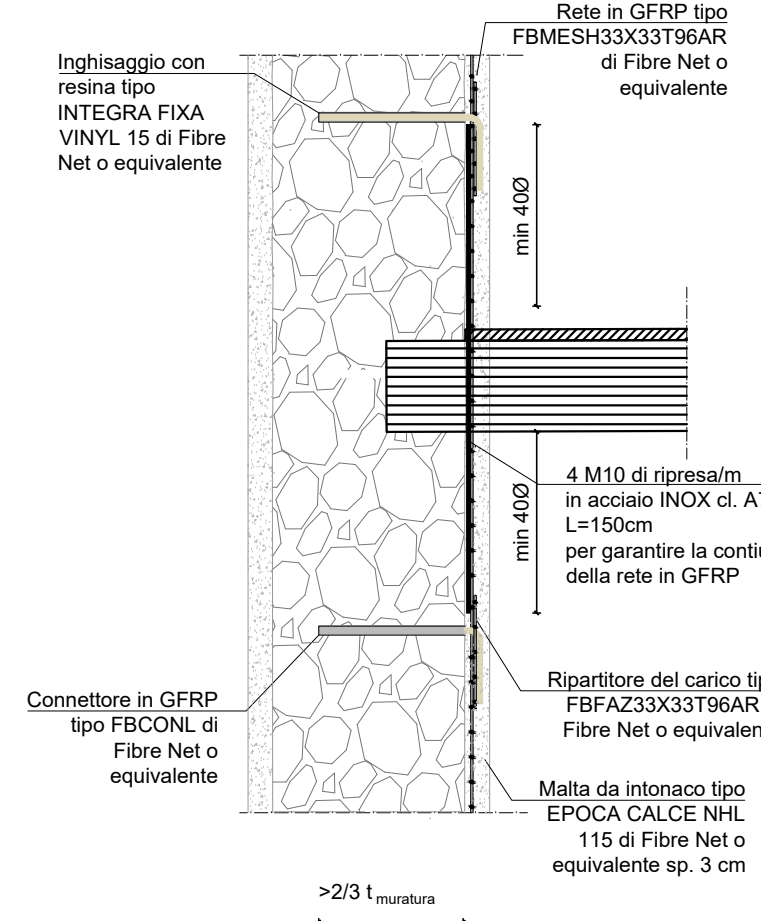 Rete in GFRP tipo
FBMESH33X33T96AR
di Fibre Net o
equivalente
Inghisaggio con
resina tipo
INTEGRA FIXA
VINYL 15 di Fibre
Net o equivalente
min 40Ø
4 M10 di ripresa/m
in acciaio INOX cl.
L=150cm
per garantire la
della rete in GFRP
min 40Ø
Ripartitore del carico
FBFAZ33X33T96AR
Fibre Net o
Connettore in GFRP
tipo FBCONL di
Fibre Net o
equivalente
Malta da intonaco tipo
EPOCA CALCE NHL
115 di Fibre Net o
equivalente sp. 3 cm
>2/3 t muratura